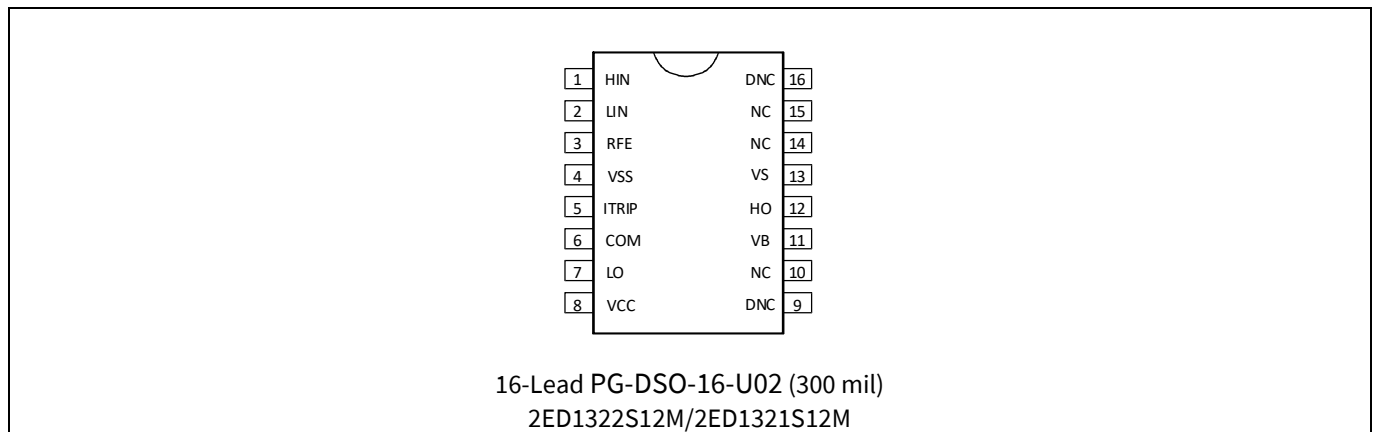 1 HIN DNC 16
2 LIN NC 15
3 RFE NC 14
4 VSS VS 13
5 ITRIP HO 12
6 COM VB 11
7 LO NC 10
8 VCC DNC 9
16-Lead PG-DSO-16-U02 (300 mil)
2ED1322S12M/2ED1321S12M